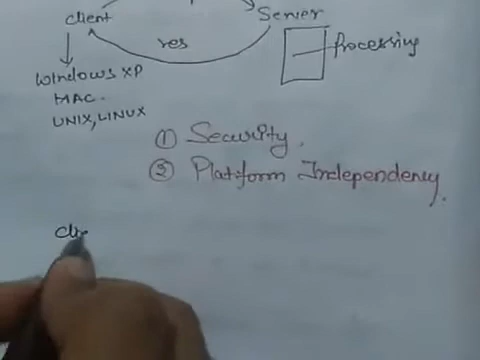 client Server
res
Processing
Windows XP
MAC.
UNIX, LINUX
① Security.
② Platform Independency.